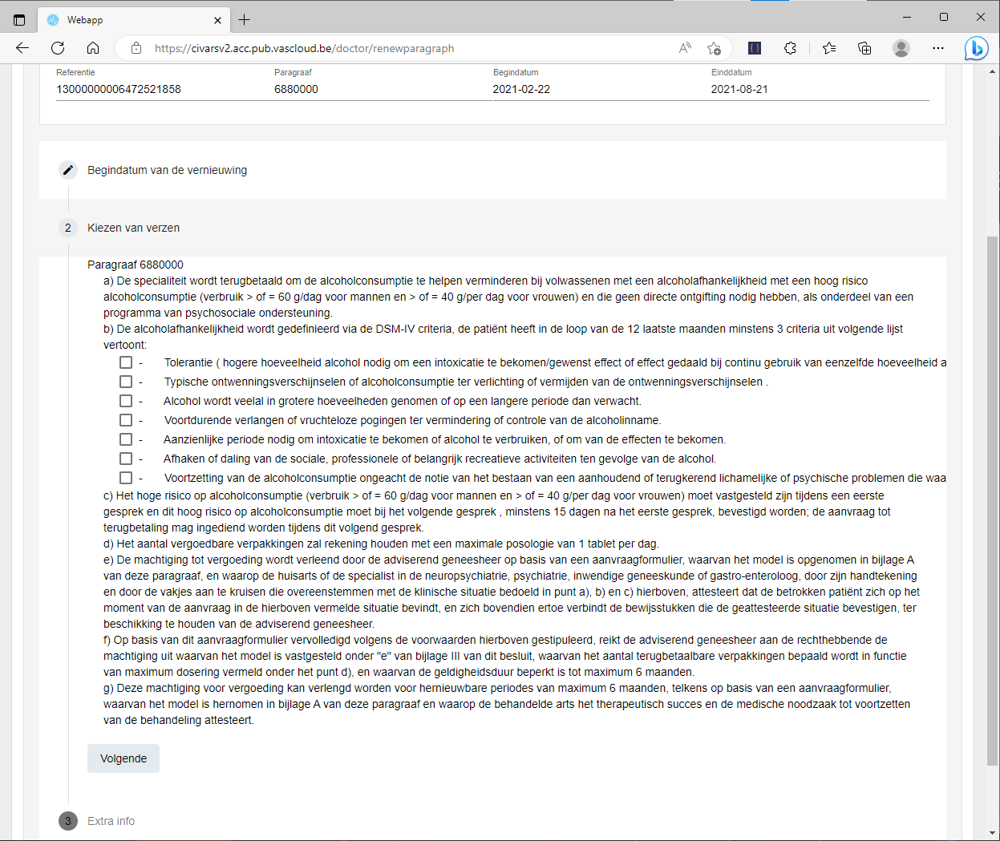 Webapp
https://civarsv2.acc.pub.vascloud.be/doctor/renewparagraph
Referentie Paragraaf Begindatum Einddatum
13000000006472521858 6880000 2021-02-22 2021-08-21
Begindatum van de vernieuwing
2 Kiezen van verzen
Paragraaf 6880000
a) De specialiteit wordt terugbetaald om de alcoholconsumptie te helpen verminderen bij volwassenen met een alcoholafhankelijkheid met een hoog risico
alcoholconsumptie (verbruik > of = 60 g/dag voor mannen en > of = 40 g/per dag voor vrouwen) en die geen directe ontgifting nodig hebben, als onderdeel van een
programma van psychosociale ondersteuning.
b) De alcoholafhankelijkheid wordt gedefinieerd via de DSM-IV criteria, de patiënt heeft in de loop van de 12 laatste maanden minstens 3 criteria uit volgende lijst
vertoont:
- Tolerantie ( hogere hoeveelheid alcohol nodig om een intoxicatie te bekomen/gewenst effect of effect gedaald bij continu gebruik van eenzelfde hoeveelheid a
- Typische ontwenningsverschijnselen of alcoholconsumptie ter verlichting of vermijden van de ontwenningsverschijnselen .
- Alcohol wordt veelal in grotere hoeveelheden genomen of op een langere periode dan verwacht.
- Voortdurende verlangen of vruchteloze pogingen ter vermindering of controle van de alcoholinname.
- Aanzienlijke periode nodig om intoxicatie te bekomen of alcohol te verbruiken, of om van de effecten te bekomen.
- Afhaken of daling van de sociale, professionele of belangrijk recreatieve activiteiten ten gevolge van de alcohol.
- Voortzetting van de alcoholconsumptie ongeacht de notie van het bestaan van een aanhoudend of terugkerend lichamelijke of psychische problemen die waa
c) Het hoge risico op alcoholconsumptie (verbruik > of = 60 g/dag voor mannen en > of = 40 g/per dag voor vrouwen) moet vastgesteld zijn tijdens een eerste
gesprek en dit hoog risico op alcoholconsumptie moet bij het volgende gesprek , minstens 15 dagen na het eerste gesprek, bevestigd worden; de aanvraag tot
terugbetaling mag ingediend worden tijdens dit volgend gesprek.
d) Het aantal vergoedbare verpakkingen zal rekening houden met een maximale posologie van 1 tablet per dag.
e) De machtiging tot vergoeding wordt verleend door de adviserend geneesheer op basis van een aanvraagformulier, waarvan het model is opgenomen in bijlage A
van deze paragraaf, en waarop de huisarts of de specialist in de neuropsychiatrie, psychiatrie, inwendige geneeskunde of gastro-enteroloog, door zijn handtekening
en door de vakjes aan te kruisen die overeenstemmen met de klinische situatie bedoeld in punt a), b) en c) hierboven, attesteert dat de betrokken patiënt zich op het
moment van de aanvraag in de hierboven vermelde situatie bevindt, en zich bovendien ertoe verbindt de bewijsstukken die de geattesteerde situatie bevestigen, ter
beschikking te houden van de adviserend geneesheer.
f) Op basis van dit aanvraagformulier vervolledigd volgens de voorwaarden hierboven gestipuleerd, reikt de adviserend geneesheer aan de rechthebbende de
machtiging uit waarvan het model is vastgesteld onder "e" van bijlage III van dit besluit, waarvan het aantal terugbetaalbare verpakkingen bepaald wordt in functie
van maximum dosering vermeld onder het punt d), en waarvan de geldigheidsduur beperkt is tot maximum 6 maanden.
g) Deze machtiging voor vergoeding kan verlengd worden voor hernieuwbare periodes van maximum 6 maanden, telkens op basis van een aanvraagformulier,
waarvan het model is hernomen in bijlage A van deze paragraaf en waarop de behandelde arts het therapeutisch succes en de medische noodzaak tot voortzetten
van de behandeling attesteert.
Volgende
3 Extra info